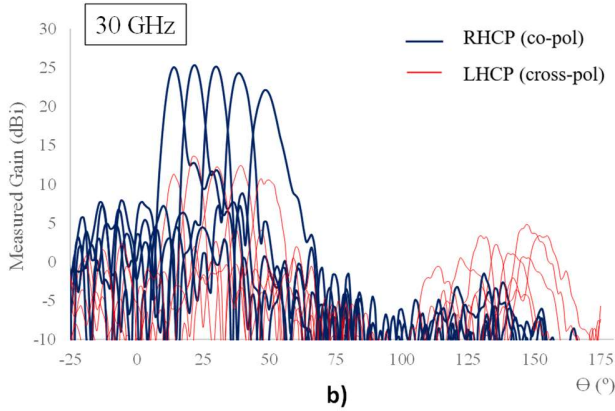 30 GHz
RHCP (co-pol)
LHCP (cross-pol)
Measured Gain (dBi)
30
25
20
15
10
5
0
-5
-10
-25 0 25 50 75 100 125 150 175
Θ (º)
b)